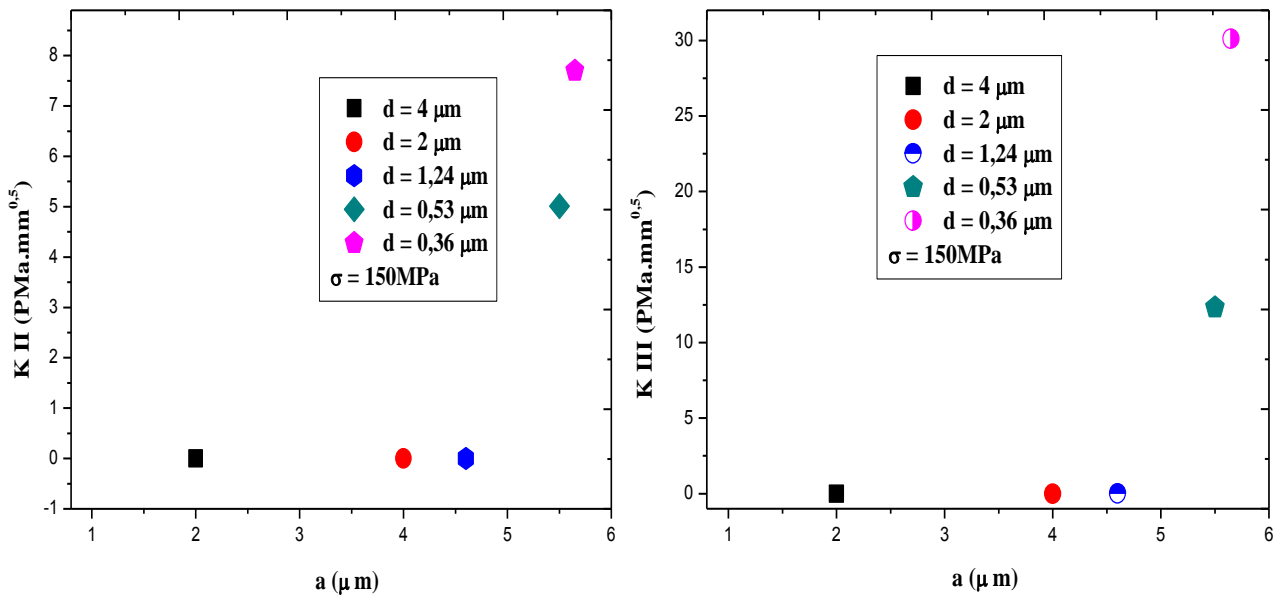 8
7
6
5
4
3
2
1
0
-1
K II (PMa.mm0,5)
d = 4 μm
d = 2 μm
d = 1,24 μm
d = 0,53 μm
d = 0,36 μm
σ = 150MPa
1 2 3 4 5 6
a (μ m)
30
25
20
15
10
5
0
K III (PMa.mm0,5)
d = 4 μm
d = 2 μm
d = 1,24 μm
d = 0,53 μm
d = 0,36 μm
σ = 150MPa
1 2 3 4 5 6
a (μ m)